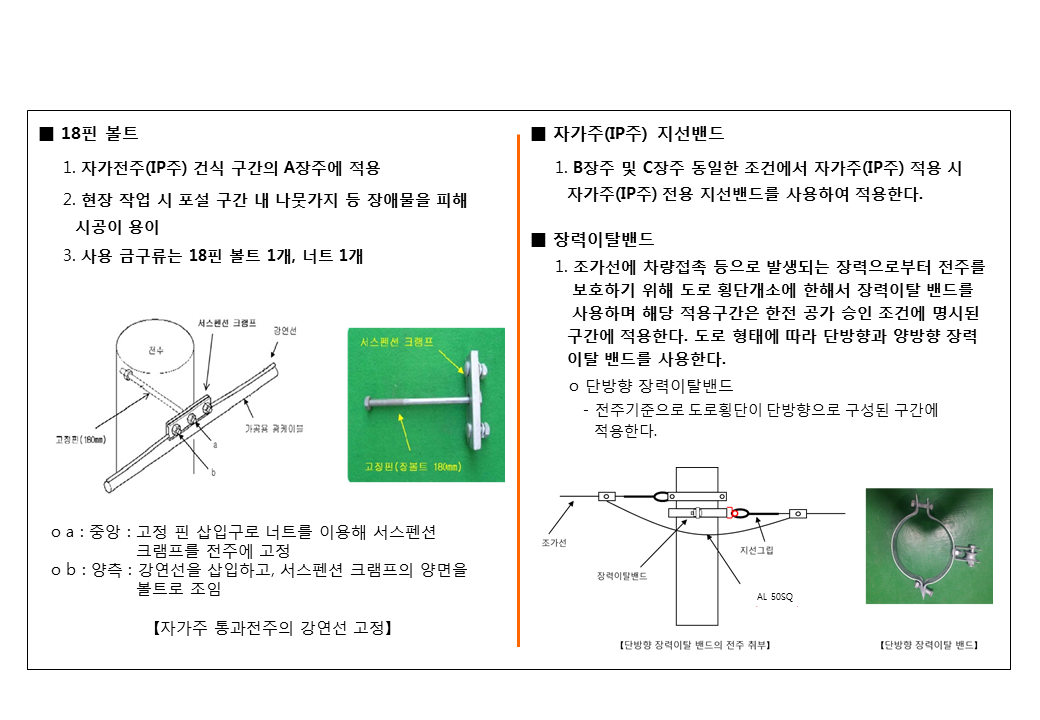 ■ 18핀 볼트
1. 자가전주(IP주) 건식 구간의 A장주에 적용
2. 현장 작업 시 포설 구간 내 나뭇가지 등 장애물을 피해
시공이 용이
3. 사용 금구류는 18핀 볼트 1개, 너트 1개
서스펜션 크램프
강연선
전수
고정핀(180mm)
가공용 광케이블
a
b
서스펜션 크램프
고정핀(장볼트 180mm)
o a : 중앙 : 고정 핀 삽입구로 너트를 이용해 서스펜션
크램프를 전주에 고정
o b : 양측 : 강연선을 삽입하고, 서스펜션 크램프의 양면을
볼트로 조임
【자가주 통과전주의 강연선 고정】
■ 자가주(IP주) 지선밴드
1. B장주 및 C장주 동일한 조건에서 자가주(IP주) 적용 시
자가주(IP주) 전용 지선밴드를 사용하여 적용한다.
■ 장력이탈밴드
1. 조가선에 차량접촉 등으로 발생되는 장력으로부터 전주를
보호하기 위해 도로 횡단개소에 한해서 장력이탈 밴드를
사용하며 해당 적용구간은 한전 공가 승인 조건에 명시된
구간에 적용한다. 도로 형태에 따라 단방향과 양방향 장력
이탈 밴드를 사용한다.
o 단방향 장력이탈밴드
- 전주기준으로 도로횡단이 단방향으로 구성된 구간에
적용한다.
조가선
지선그립
장력이탈밴드
AL 50SQ
【단방향 장력이탈 밴드의 전주 취부】
【단방향 장력이탈 밴드】